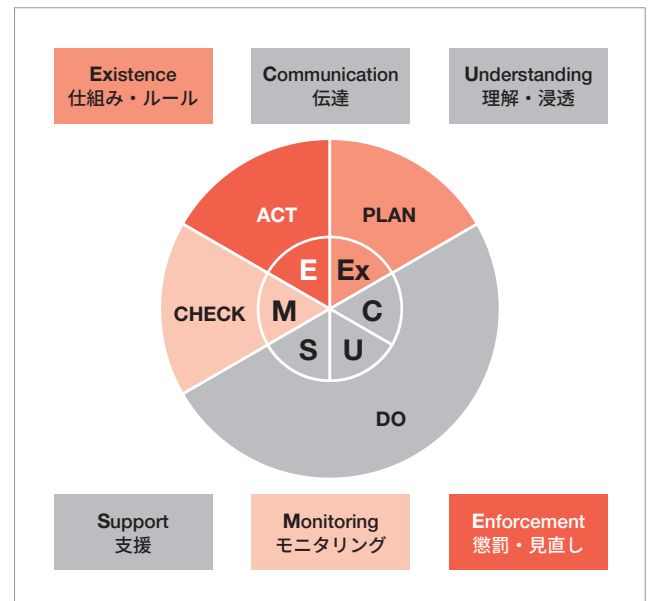 Existence
仕組み・ルール
Communication
伝達
Understanding
理解・浸透
ACT
PLAN
E
Ex
CHECK
M
C
S
U
DO
Support
支援
Monitoring
モニタリング
Enforcement
懲罰・見直し